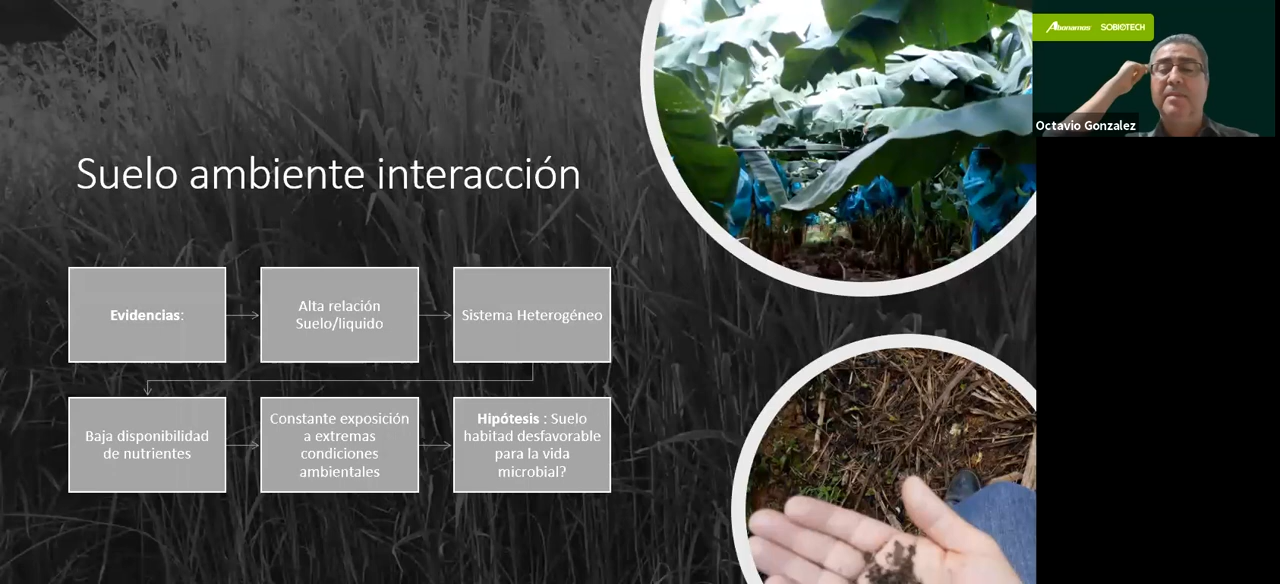 Abonamos SOBIOTECH
Octavio Gonzalez
Suelo ambiente interacción
Evidencias:
Alta relación
Suelo/liquido
Sistema Heterogéneo
Baja disponibilidad
de nutrientes
Constante exposición
a extremas
condiciones
ambientales
Hipótesis : Suelo
habitad desfavorable
para la vida
microbial?